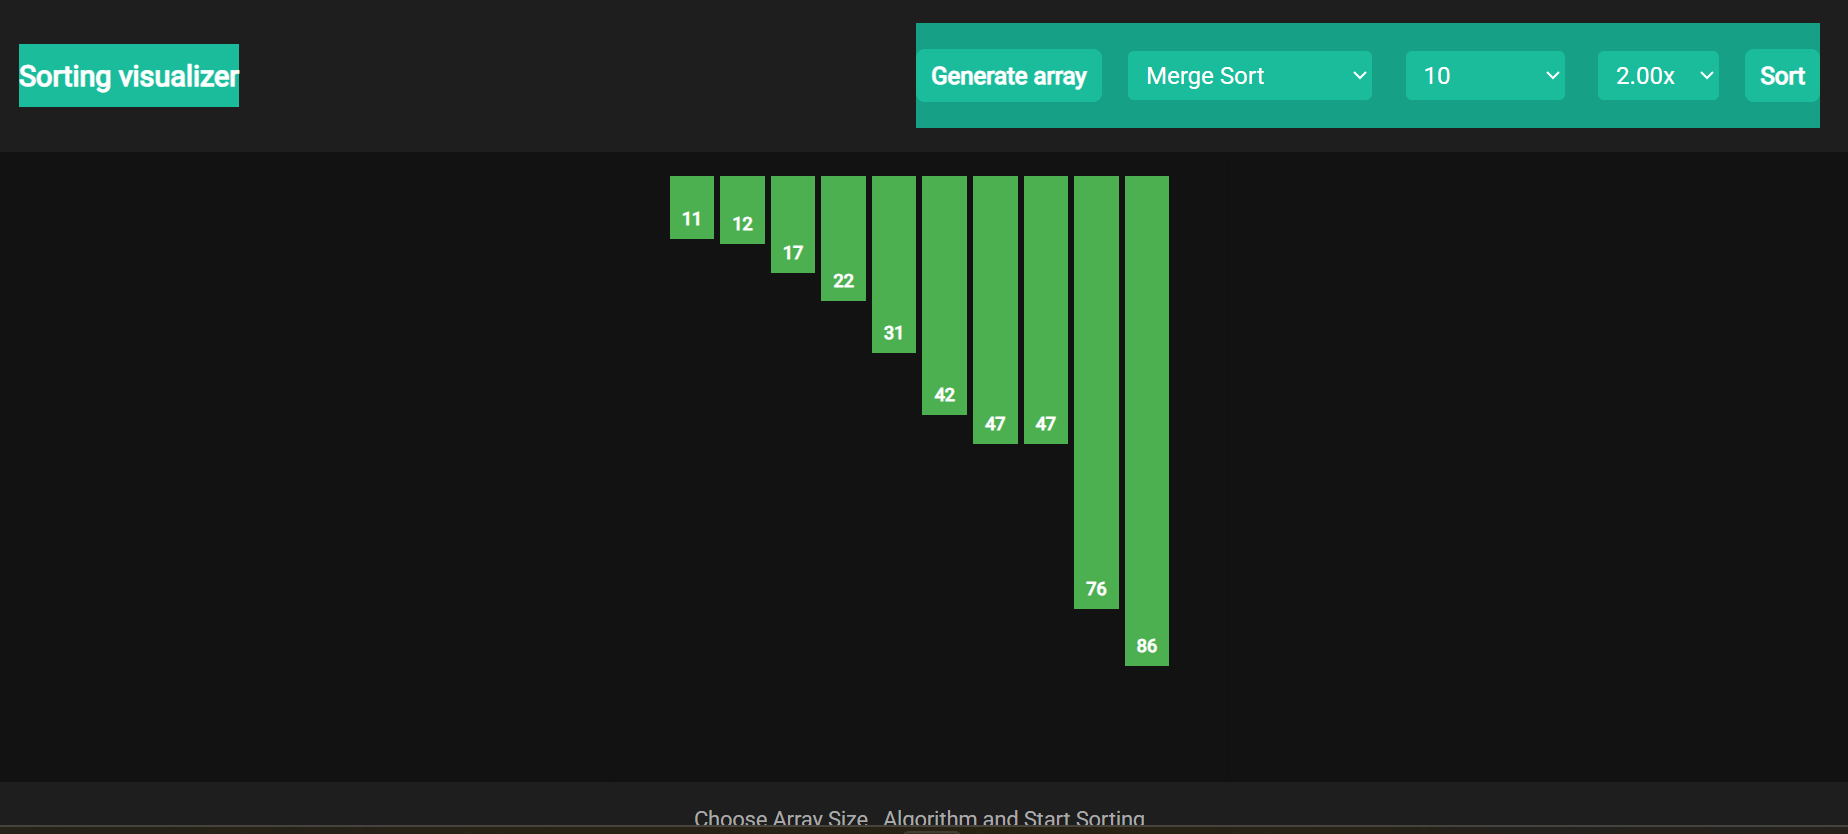 Sorting visualizer
Generate array
Merge Sort
10
2.00x
Sort
11
12
17
22
31
42
47
47
76
86
Choose Array Size Algorithm and Start Sorting